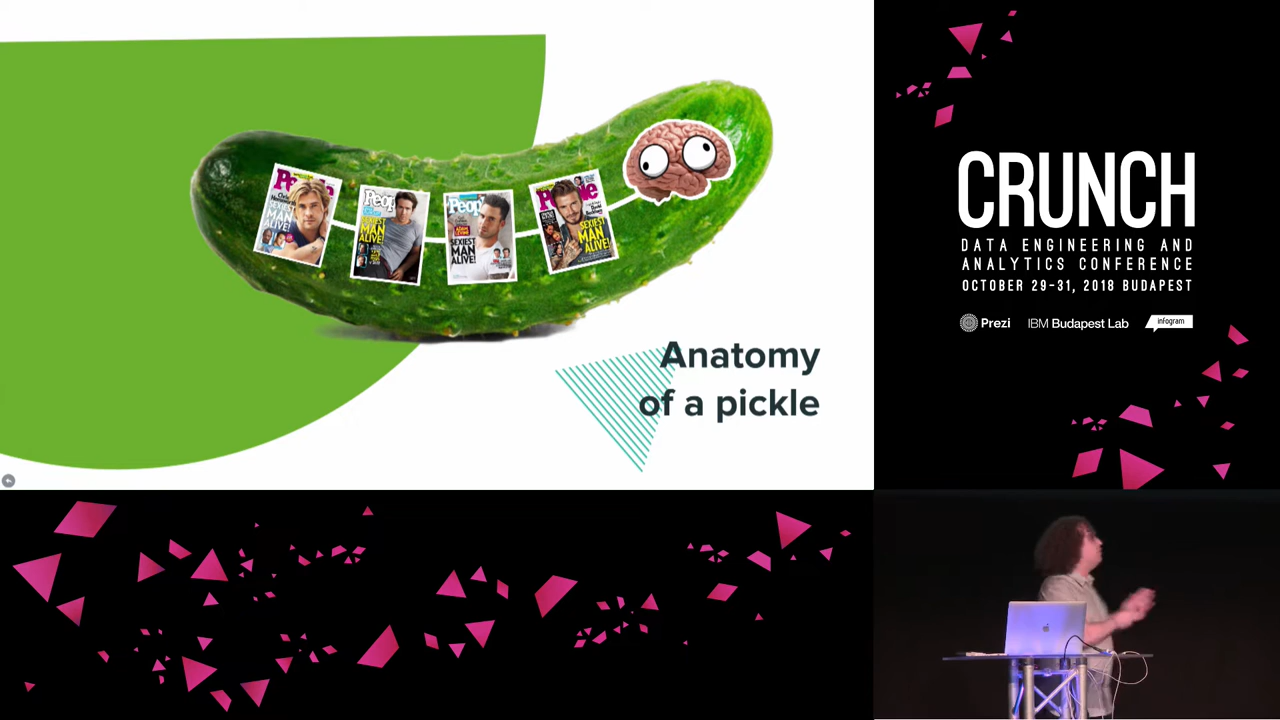 People
SEXIEST
MAN
ALIVE!
People
SEXIEST
MAN
ALIVE!
People
SEXIEST
MAN
ALIVE!
People
SEXIEST
MAN
ALIVE!
Anatomy
of a pickle
CRUNCH
DATA ENGINEERING AND
ANALYTICS CONFERENCE
OCTOBER 29-31, 2018 BUDAPEST
Prezi
IBM Budapest Lab
infogram